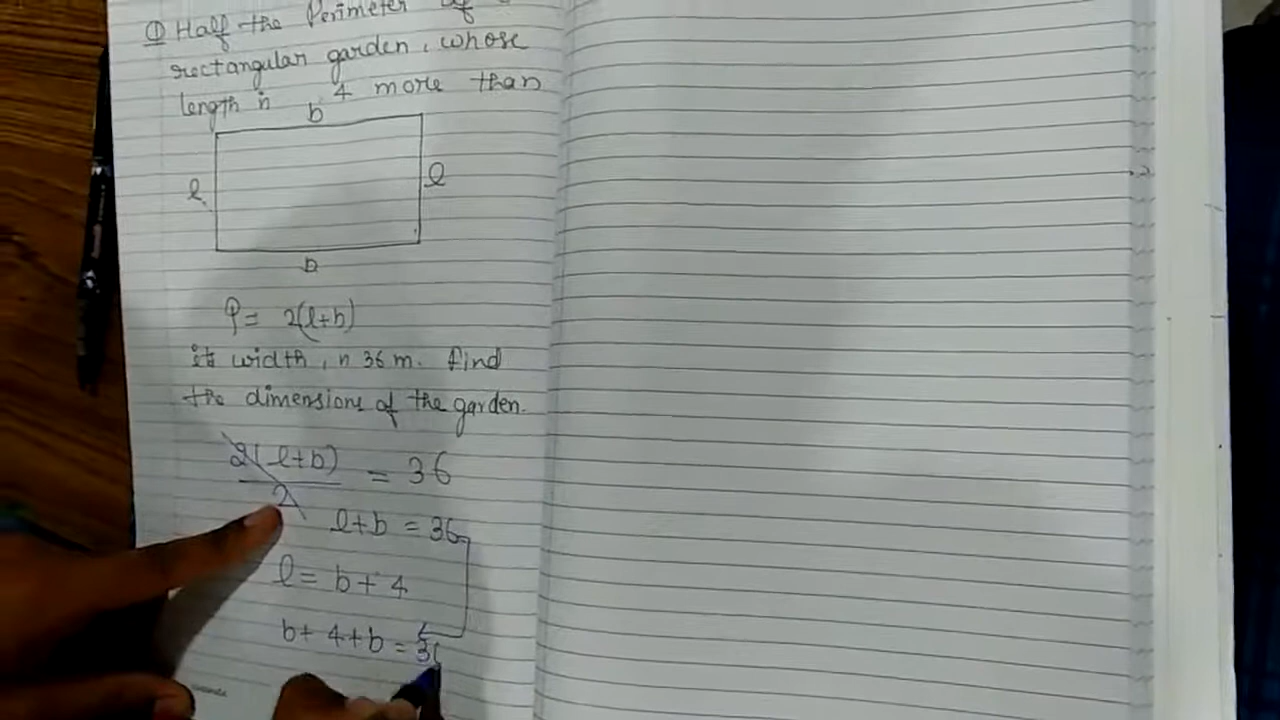 ① Half the Perimeter of
rectangular garden, whose
length is 4 more than
b
l
l
b
P = 2(l+b)
its width, is 36 m. find
the dimensions of the garden.
2(l+b) = 36
2
l+b = 36
l = b + 4
b + 4 + b = 36